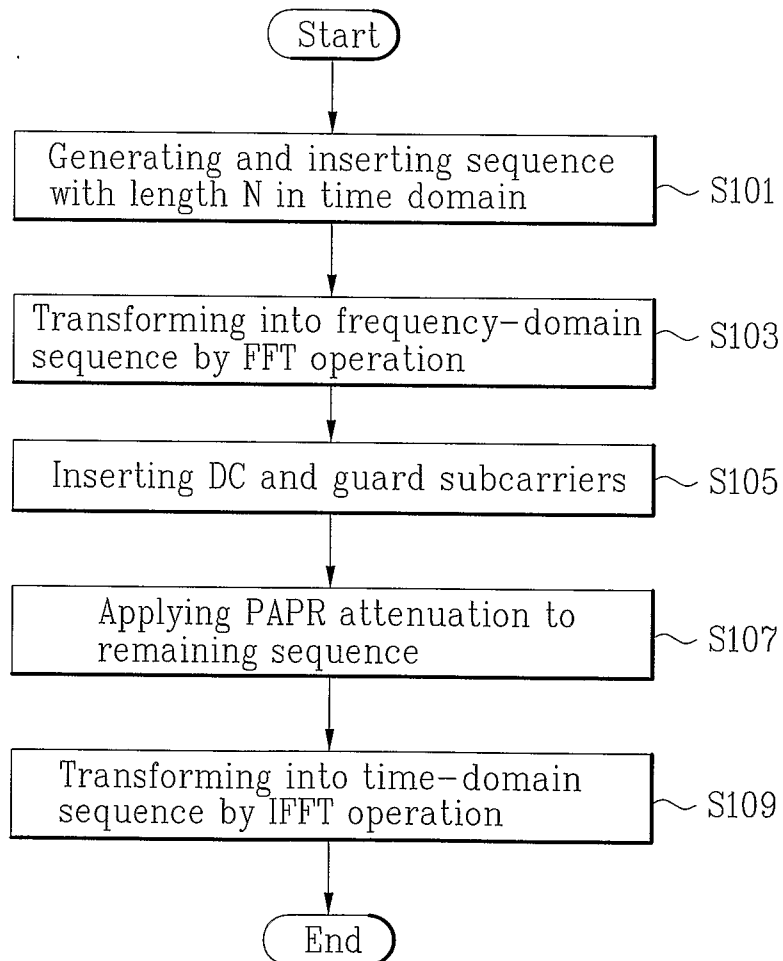 Start
Generating and inserting sequence
with length N in time domain
S101
Transforming into frequency-domain
sequence by FFT operation
S103
Inserting DC and guard subcarriers
S105
Applying PAPR attenuation to
remaining sequence
S107
Transforming into time-domain
sequence by IFFT operation
S109
End